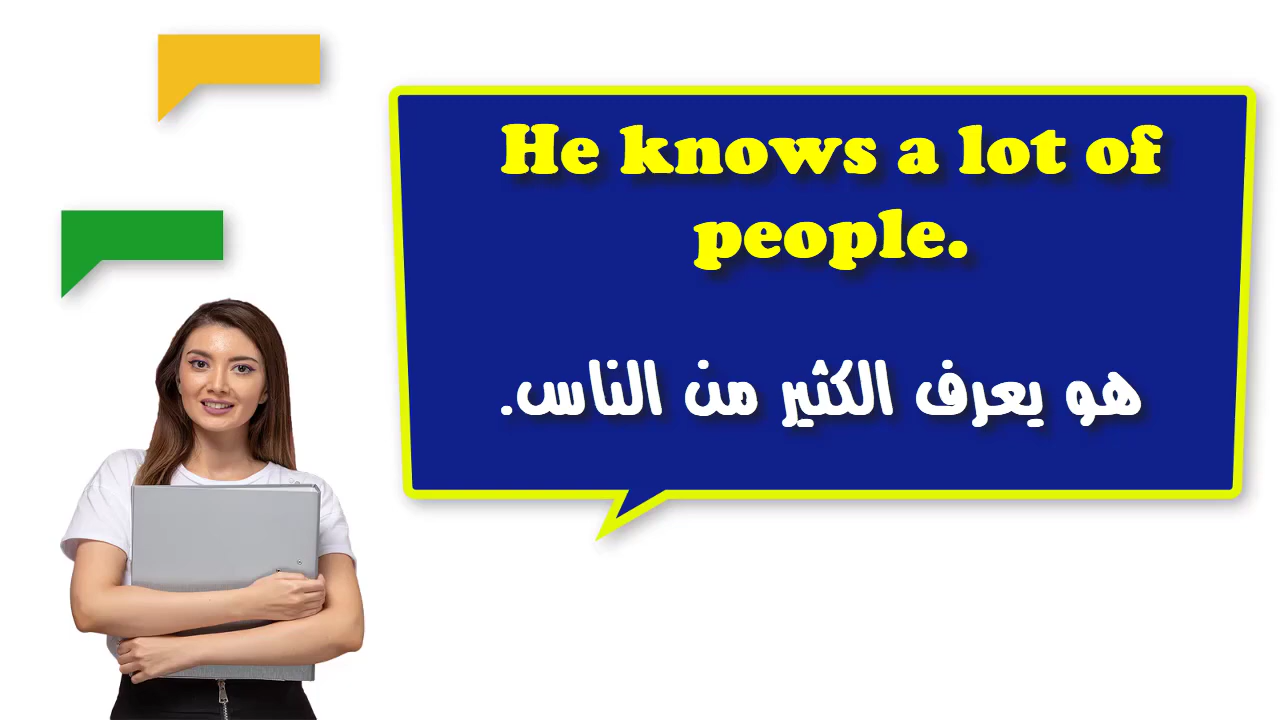 He knows a lot of
people.
هو يعرف الكثير من الناس.